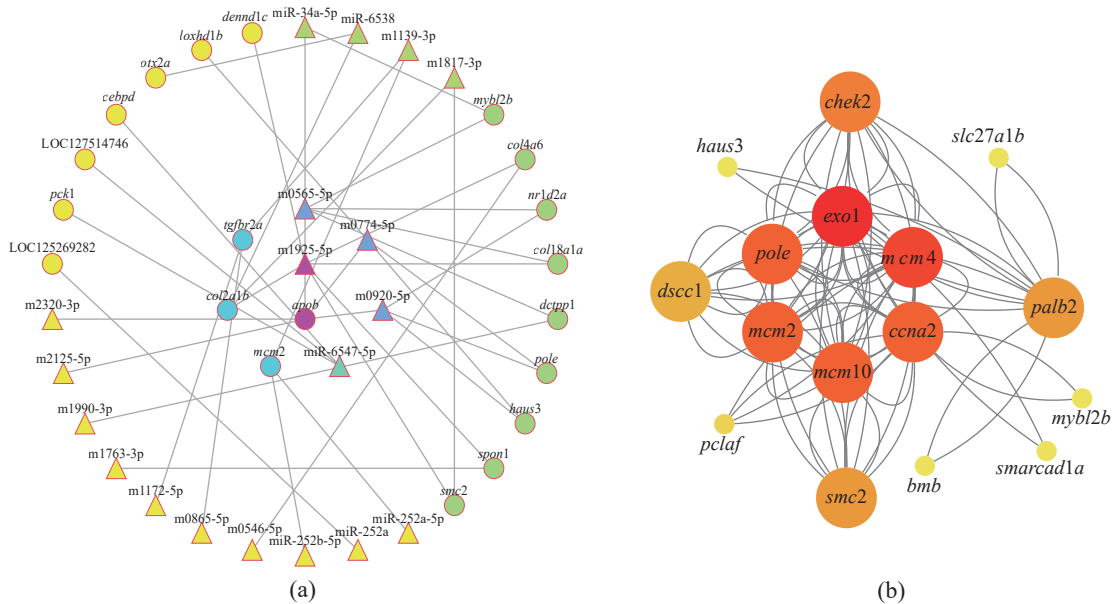 dennd1c
miR-34a-5p
miR-6538
loxhd1b
m1139-3p
otx2a
m1817-3p
cebpd
mybl2b
LOC127514746
col4a6
pck1
m0565-5p
nr1d2a
tgfbr2a
m0774-5p
LOC125269282
m1925-5p
col18a1a
m2320-3p
col2a1b
apob
m0920-5p
dctpp1
m2125-5p
mcm2
miR-6547-5p
pole
m1990-3p
haus3
m1763-3p
spon1
m1172-5p
smc2
m0865-5p
m0546-5p
miR-252b-5p
miR-252a
miR-252a-5p
(a)
chek2
haus3
slc27a1b
exo1
pole
mcm4
dscc1
palb2
mcm2
ccna2
mcm10
mybl2b
pclaf
smarcad1a
bmb
smc2
(b)